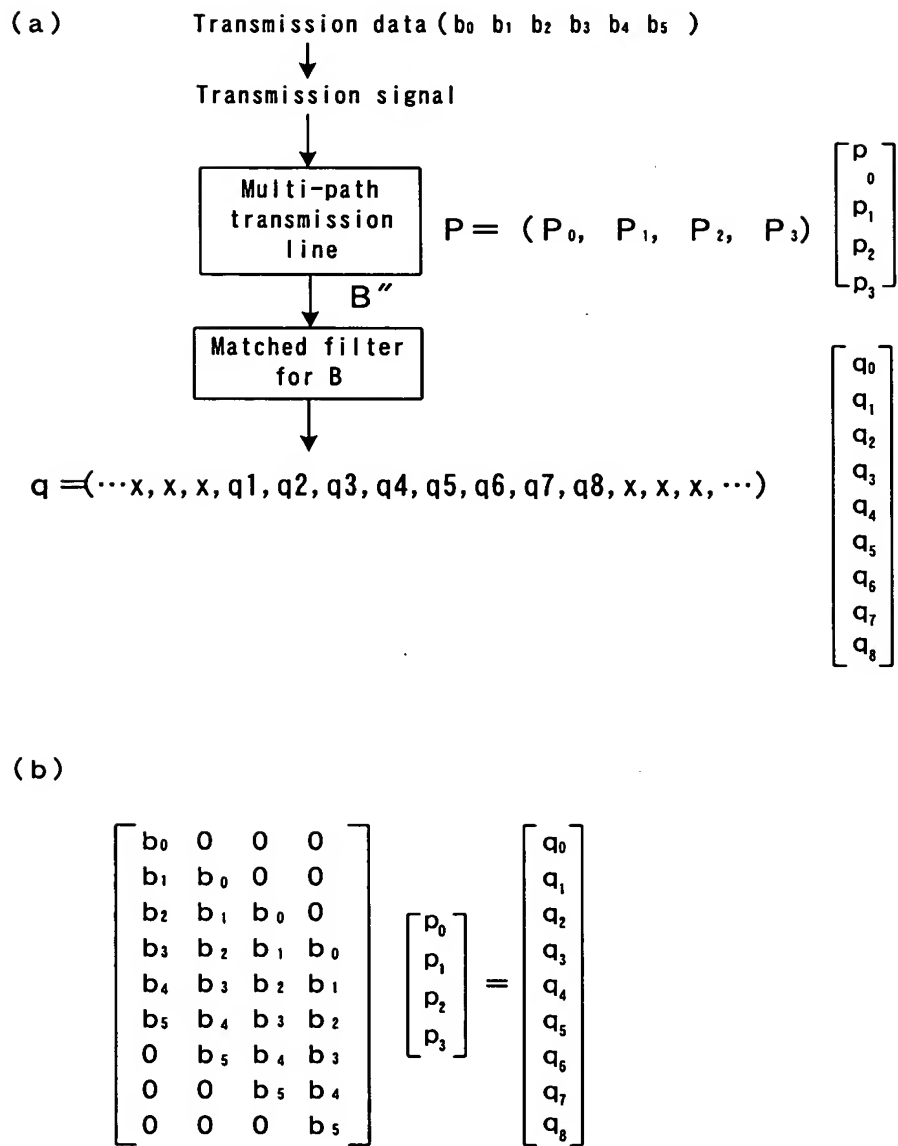 (a) Transmission data (b₀ b₁ b₂ b₃ b₄ b₅ )
Transmission signal
Multi-path
transmission
line
P = (P₀, P₁, P₂, P₃)
p
₀
p₁
p₂
p₃
B″
Matched filter
for B
q₀
q₁
q₂
q₃
q₄
q₅
q₆
q₇
q₈
q =(⋯x, x, x, q1, q2, q3, q4, q5, q6, q7, q8, x, x, x, ⋯)
(b)
b₀ 0 0 0
b₁ b₀ 0 0
b₂ b₁ b₀ 0
b₃ b₂ b₁ b₀
b₄ b₃ b₂ b₁
b₅ b₄ b₃ b₂
0 b₅ b₄ b₃
0 0 b₅ b₄
0 0 0 b₅
p₀
p₁
p₂
p₃
=
q₀
q₁
q₂
q₃
q₄
q₅
q₆
q₇
q₈